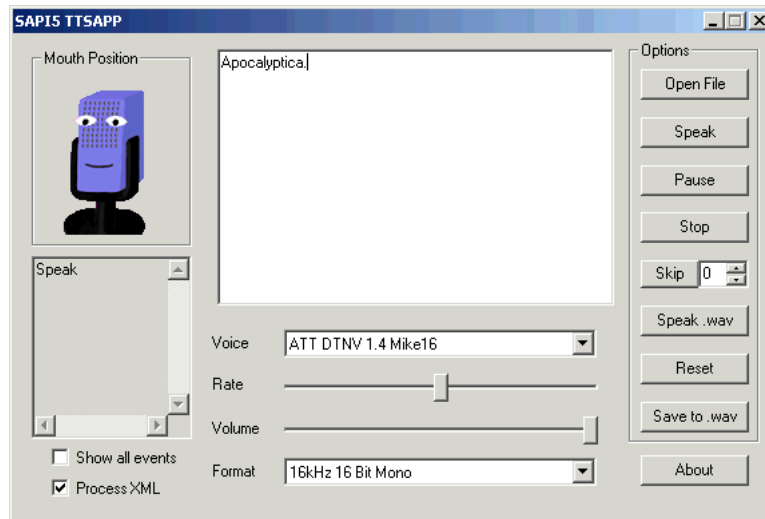 SAPI5 TTSAPP
Mouth Position
Apocalyptica.
Options
Open File
Speak
Pause
Stop
Skip 0
Speak .wav
Reset
Save to .wav
About
Speak
Show all events
Process XML
Voice ATT DTNV 1.4 Mike16
Rate
Volume
Format 16kHz 16 Bit Mono